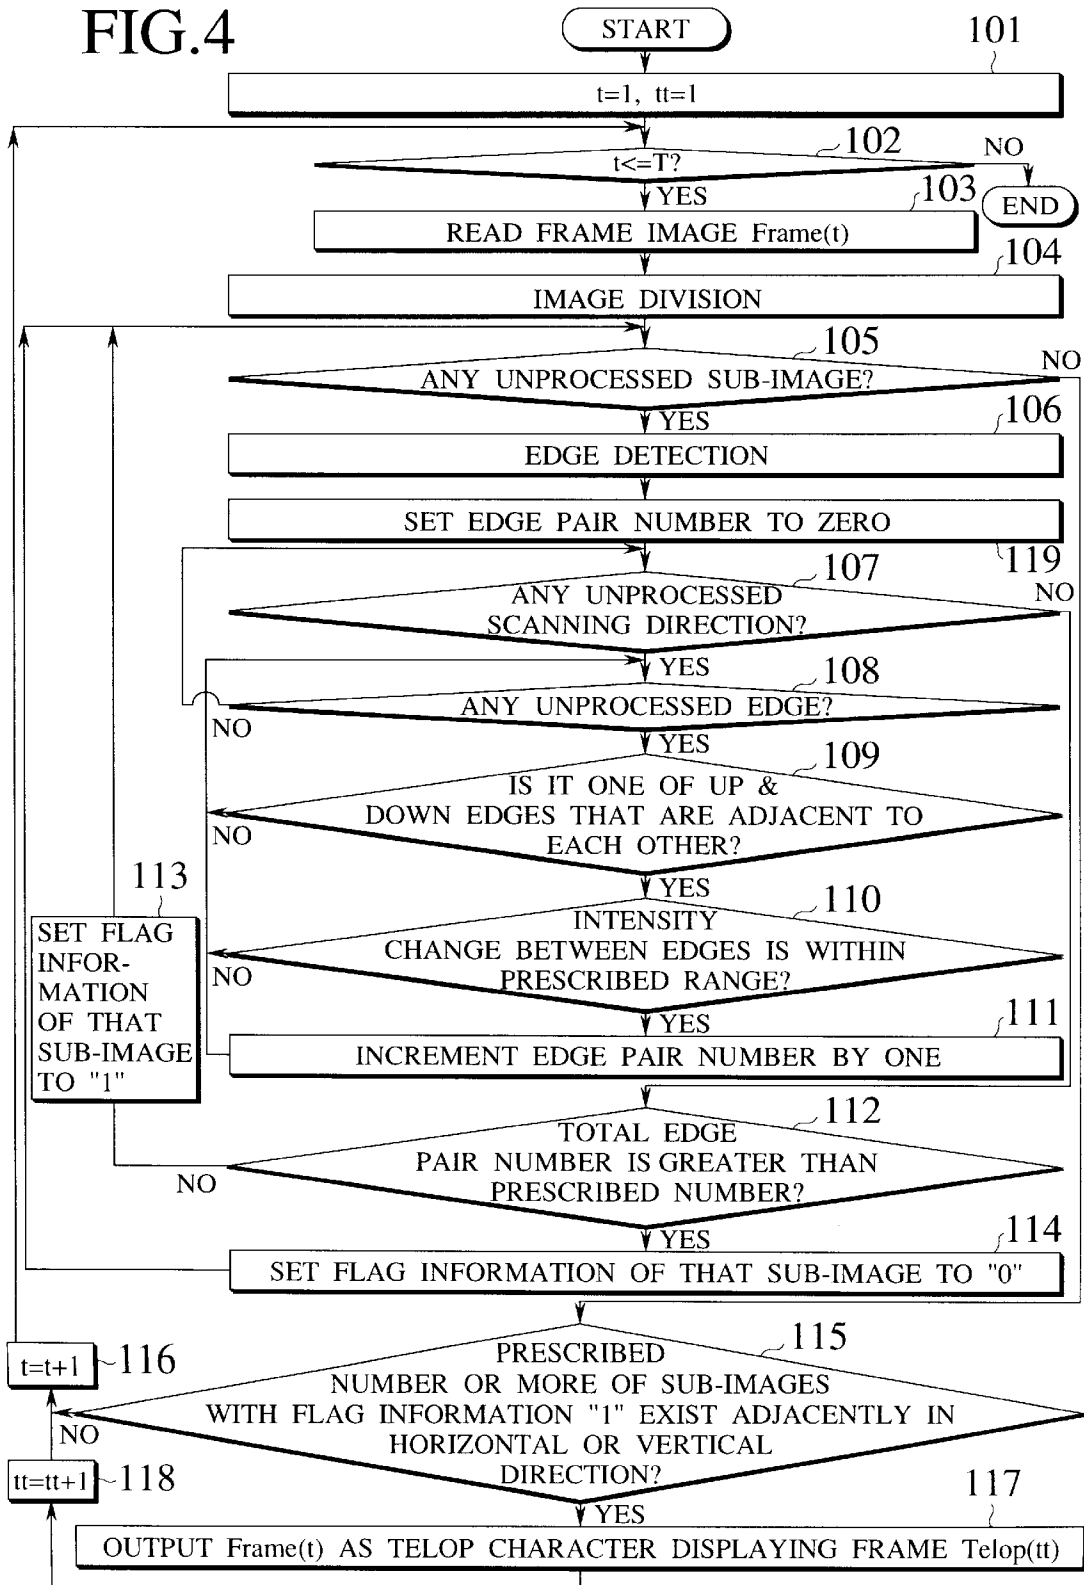 FIG.4
START
101
t=1, tt=1
102
t<=T?
NO
YES
END
103
READ FRAME IMAGE Frame(t)
104
IMAGE DIVISION
105
NO
ANY UNPROCESSED SUB-IMAGE?
YES
106
EDGE DETECTION
SET EDGE PAIR NUMBER TO ZERO
119
107
NO
ANY UNPROCESSED
SCANNING DIRECTION?
YES
108
ANY UNPROCESSED EDGE?
NO
YES
109
IS IT ONE OF UP &
DOWN EDGES THAT ARE ADJACENT TO
EACH OTHER?
NO
YES
110
INTENSITY
CHANGE BETWEEN EDGES IS WITHIN
PRESCRIBED RANGE?
NO
YES
111
INCREMENT EDGE PAIR NUMBER BY ONE
113
SET FLAG
INFOR-
MATION
OF THAT
SUB-IMAGE
TO "1"
112
TOTAL EDGE
PAIR NUMBER IS GREATER THAN
PRESCRIBED NUMBER?
NO
YES
114
SET FLAG INFORMATION OF THAT SUB-IMAGE TO "0"
115
PRESCRIBED
NUMBER OR MORE OF SUB-IMAGES
WITH FLAG INFORMATION "1" EXIST ADJACENTLY IN
HORIZONTAL OR VERTICAL
DIRECTION?
t=t+1
116
NO
tt=tt+1
118
YES
117
OUTPUT Frame(t) AS TELOP CHARACTER DISPLAYING FRAME Telop(tt)